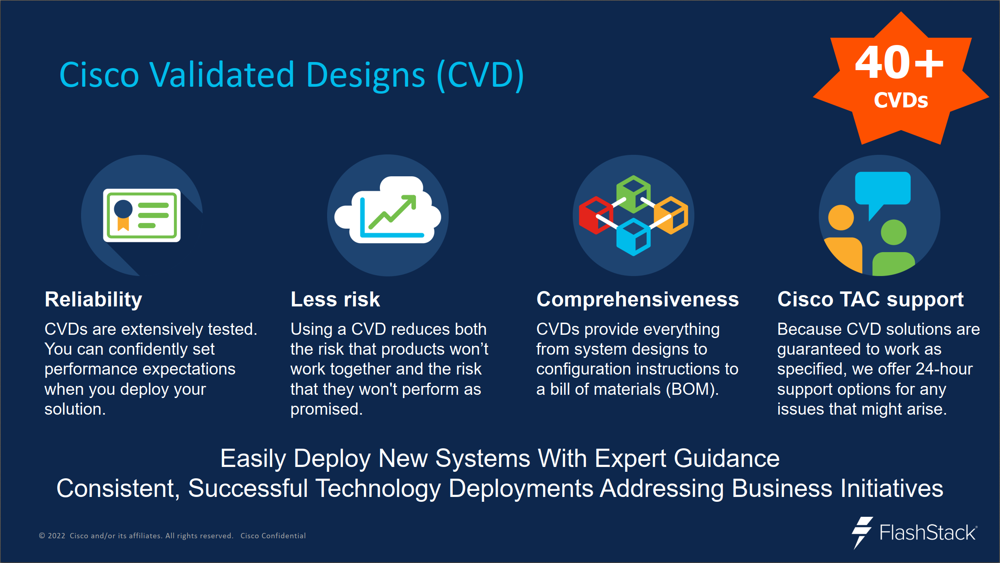 40+
CVDs
Cisco Validated Designs (CVD)
Reliability
CVDs are extensively tested.
You can confidently set
performance expectations
when you deploy your
solution.
Less risk
Using a CVD reduces both
the risk that products won’t
work together and the risk
that they won't perform as
promised.
Comprehensiveness
CVDs provide everything
from system designs to
configuration instructions to
a bill of materials (BOM).
Cisco TAC support
Because CVD solutions are
guaranteed to work as
specified, we offer 24-hour
support options for any
issues that might arise.
Easily Deploy New Systems With Expert Guidance
Consistent, Successful Technology Deployments Addressing Business Initiatives
© 2022 Cisco and/or its affiliates. All rights reserved. Cisco Confidential
FlashStack®